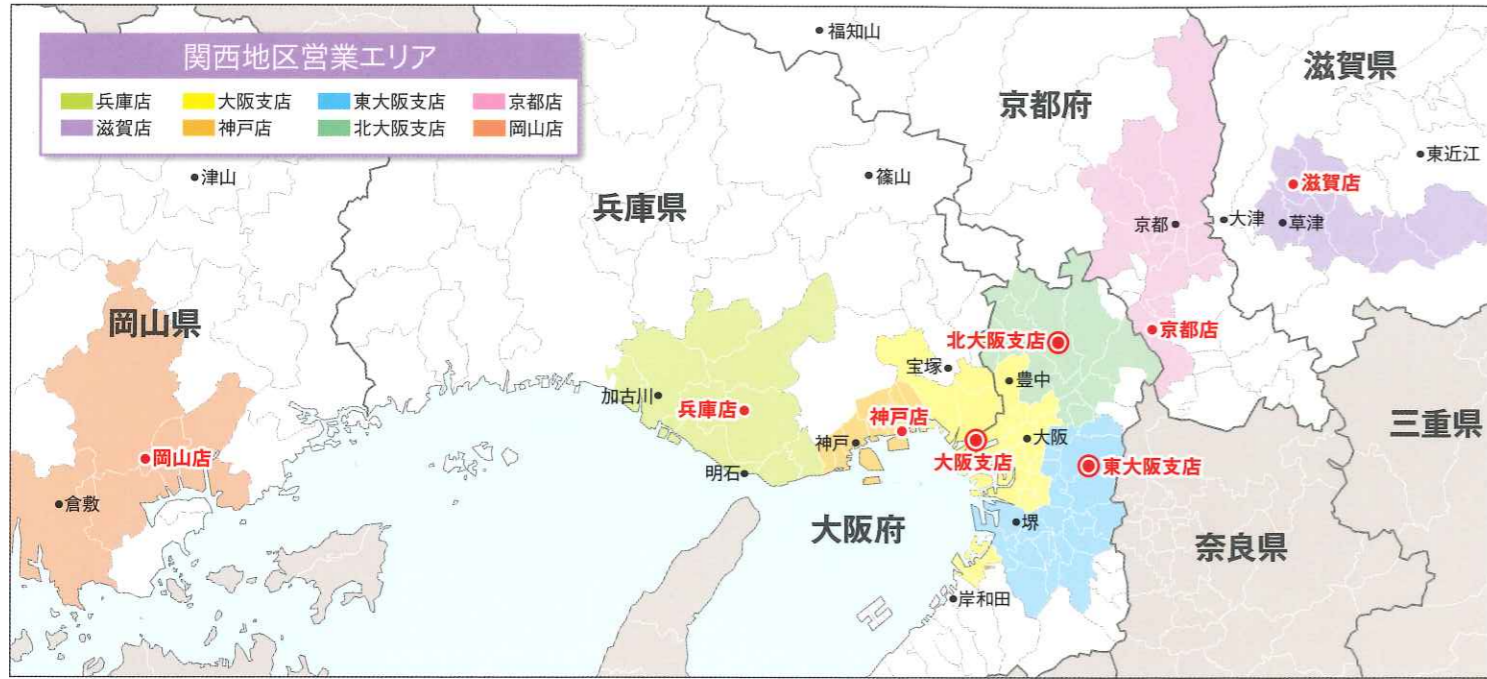 関西地区営業エリア
兵庫店 大阪支店 東大阪支店 京都店
滋賀店 神戸店 北大阪支店 岡山店
福知山
滋賀県
京都府
東近江
津山
篠山
滋賀店
兵庫県
京都
大津
草津
岡山県
京都店
北大阪支店
宝塚
豊中
加古川
兵庫店
神戸店
三重県
神戸
大阪
岡山店
大阪支店
東大阪支店
明石
倉敷
堺
大阪府
奈良県
岸和田